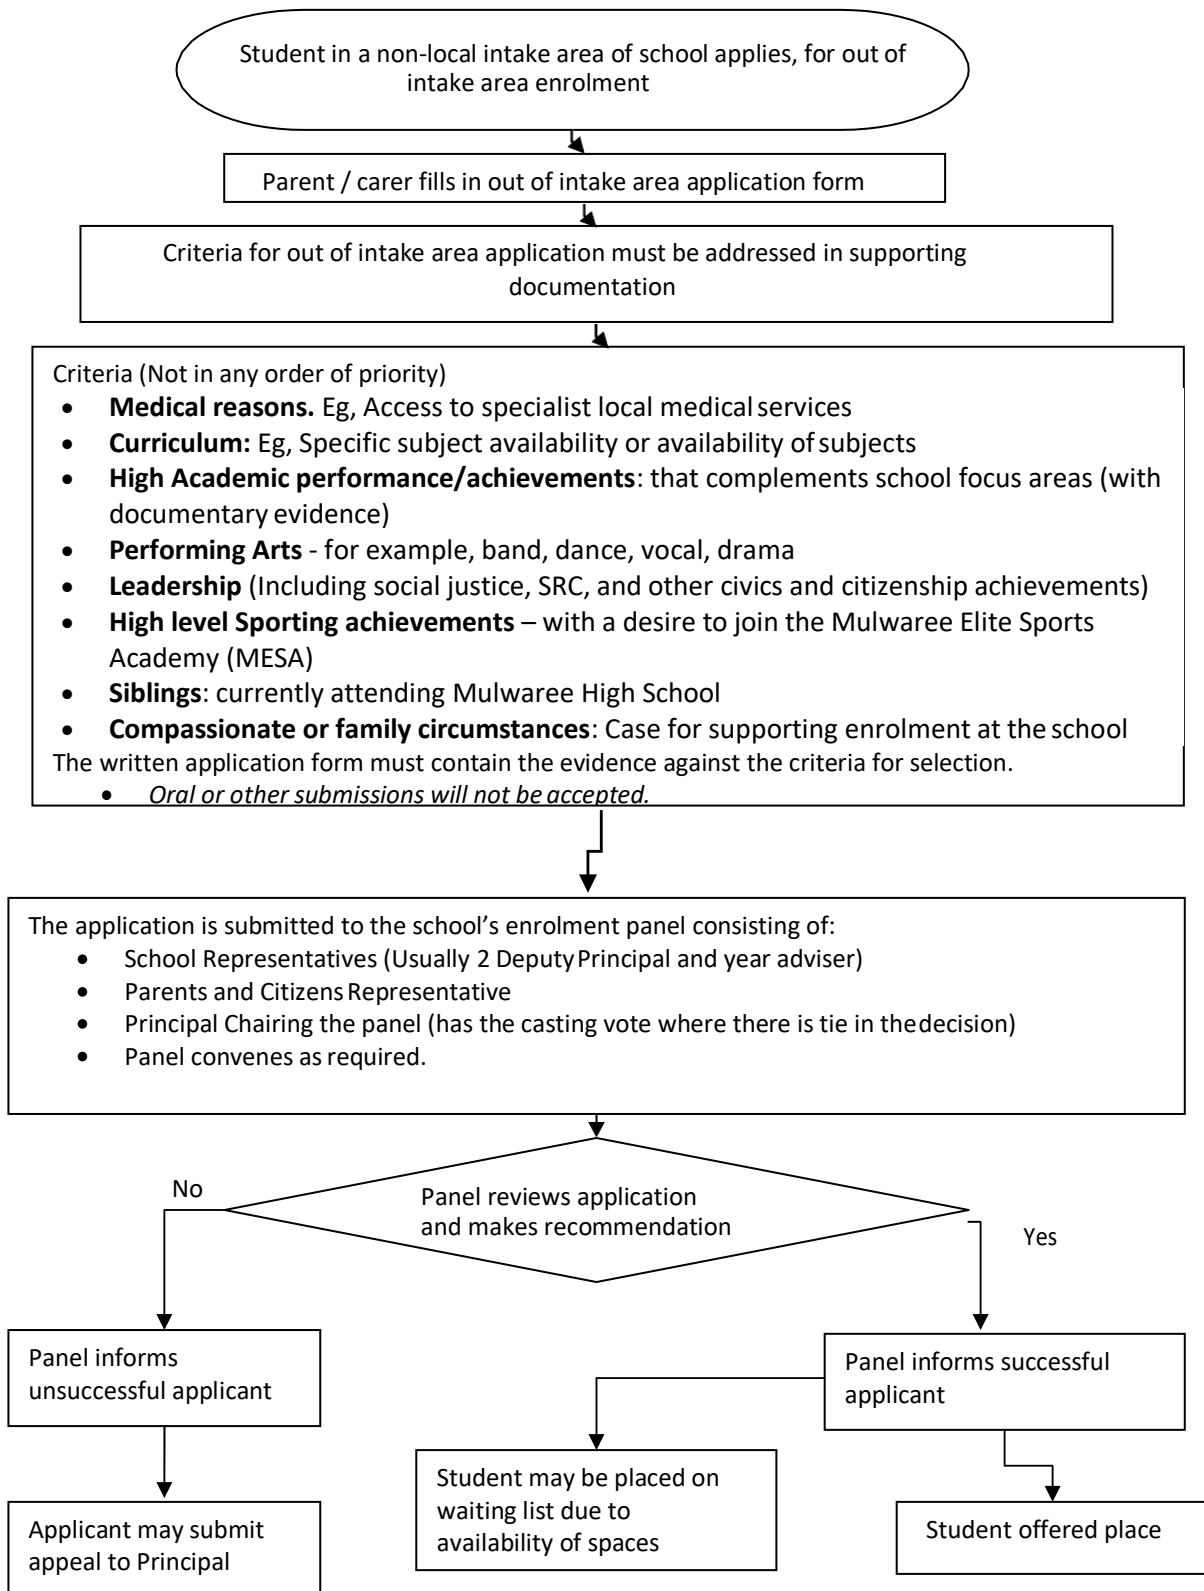 Student in a non-local intake area of school applies, for out of
intake area enrolment
Parent / carer fills in out of intake area application form
Criteria for out of intake area application must be addressed in supporting
documentation
Criteria (Not in any order of priority)
• Medical reasons. Eg, Access to specialist local medical services
• Curriculum: Eg, Specific subject availability or availability of subjects
• High Academic performance/achievements: that complements school focus areas (with
documentary evidence)
• Performing Arts - for example, band, dance, vocal, drama
• Leadership (Including social justice, SRC, and other civics and citizenship achievements)
• High level Sporting achievements – with a desire to join the Mulwaree Elite Sports
Academy (MESA)
• Siblings: currently attending Mulwaree High School
• Compassionate or family circumstances: Case for supporting enrolment at the school
The written application form must contain the evidence against the criteria for selection.
• Oral or other submissions will not be accepted.
The application is submitted to the school's enrolment panel consisting of:
• School Representatives (Usually 2 Deputy Principal and year adviser)
• Parents and Citizens Representative
• Principal Chairing the panel (has the casting vote where there is tie in the decision)
• Panel convenes as required.
No
Panel reviews application
and makes recommendation
Yes
Panel informs
unsuccessful applicant
Panel informs successful
applicant
Applicant may submit
appeal to Principal
Student may be placed on
waiting list due to
availability of spaces
Student offered place